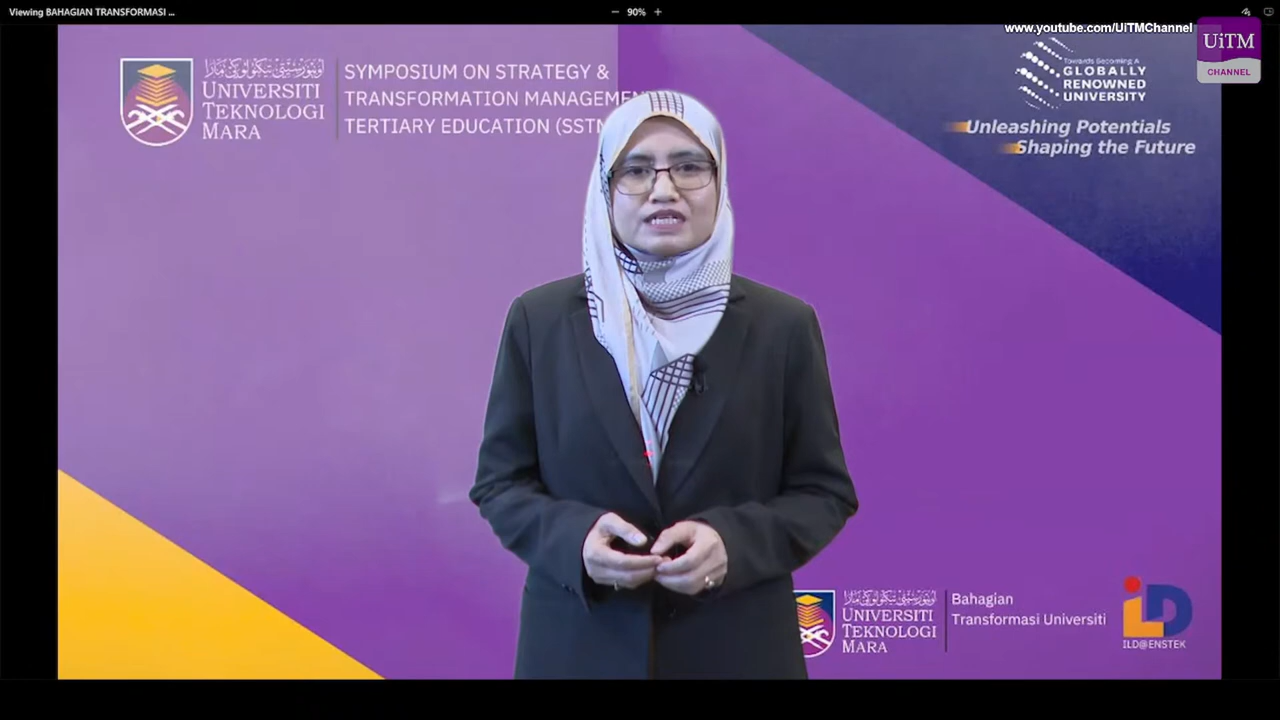 Viewing BAHAGIAN TRANSFORMASI ...
90%
www.youtube.com/UiTMChannel
UiTM
CHANNEL
UNIVERSITI
TEKNOLOGI
MARA
SYMPOSIUM ON STRATEGY &
TRANSFORMATION MANAGEMEN
TERTIARY EDUCATION (SSTM
Towards Becoming A
GLOBALLY
RENOWNED
UNIVERSITY
Unleashing Potentials
Shaping the Future
UNIVERSITI
TEKNOLOGI
MARA
Bahagian
Transformasi Universiti
iLD
ILD@ENSTEK